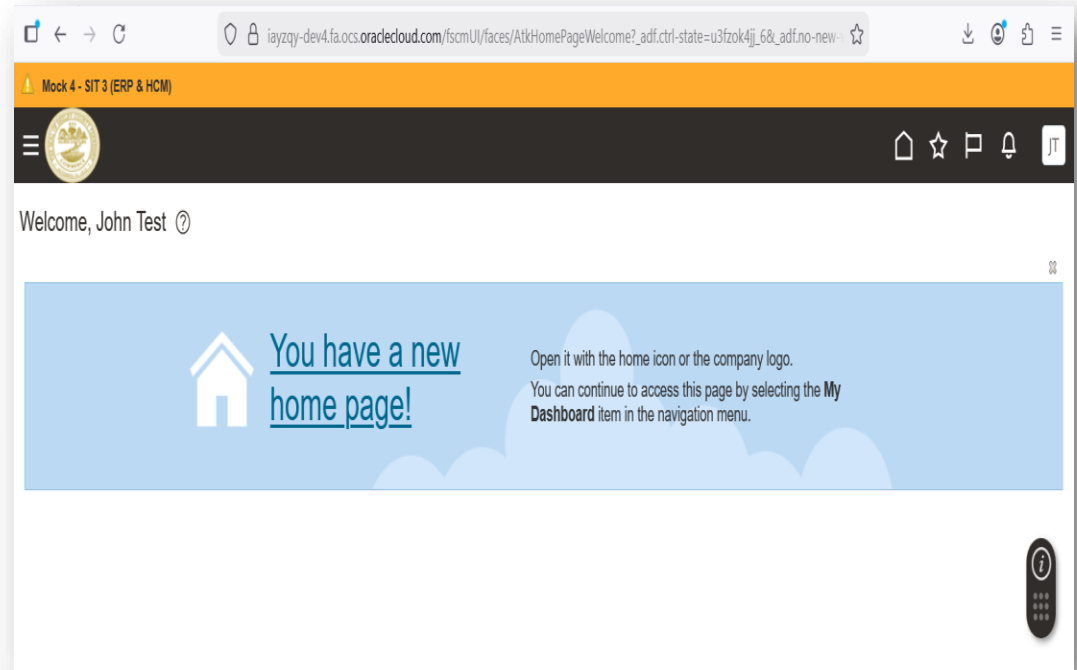 iayzqy-dev4.fa.ocs.oraclecloud.com/fscmUI/faces/AtkHomePageWelcome?_adf.ctrl-state=u3fzok4jj_6&_adf.no-new-
Mock 4 - SIT 3 (ERP & HCM)
JT
Welcome, John Test
You have a new
home page!
Open it with the home icon or the company logo.
You can continue to access this page by selecting the My
Dashboard item in the navigation menu.